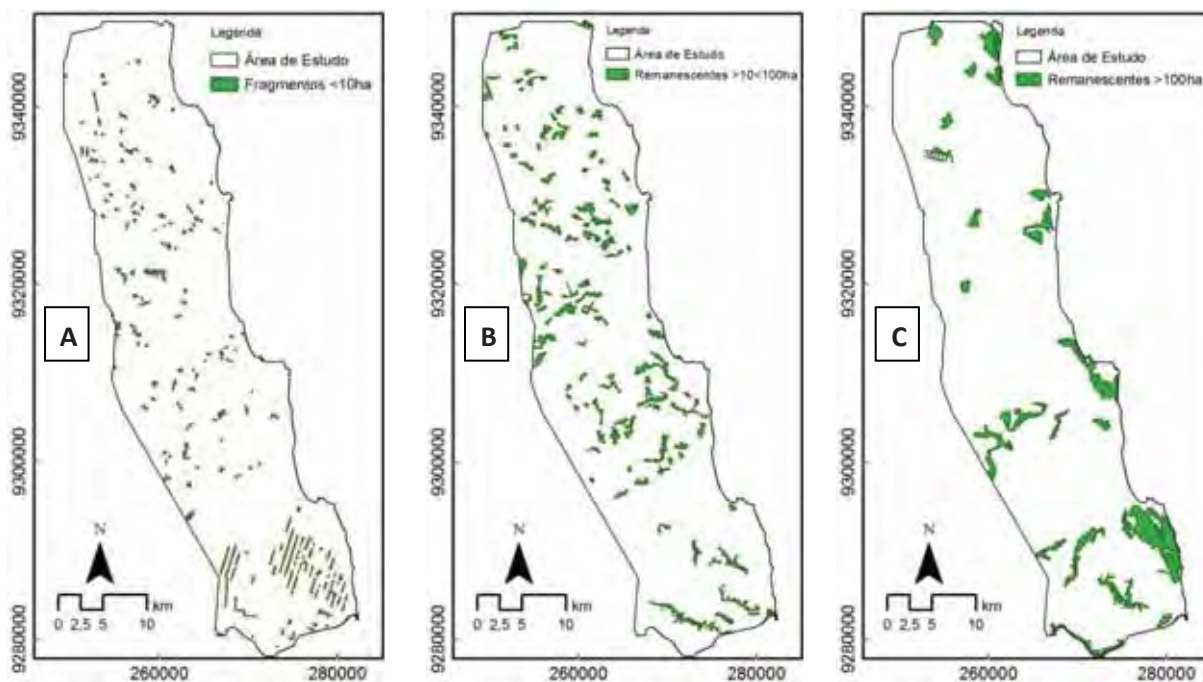 Legenda
Área de Estudo
Fragmentos <10ha
A
N
km
0 2,5 5 10
9340000
9320000
9300000
9280000
260000 280000
Legenda
Área de Estudo
Remanescentes >10<100ha
B
N
km
0 2,5 5 10
9340000
9320000
9300000
9280000
260000 280000
Legenda
Área de Estudo
Remanescentes >100ha
C
N
km
0 2,5 5 10
9340000
9320000
9300000
9280000
260000 280000